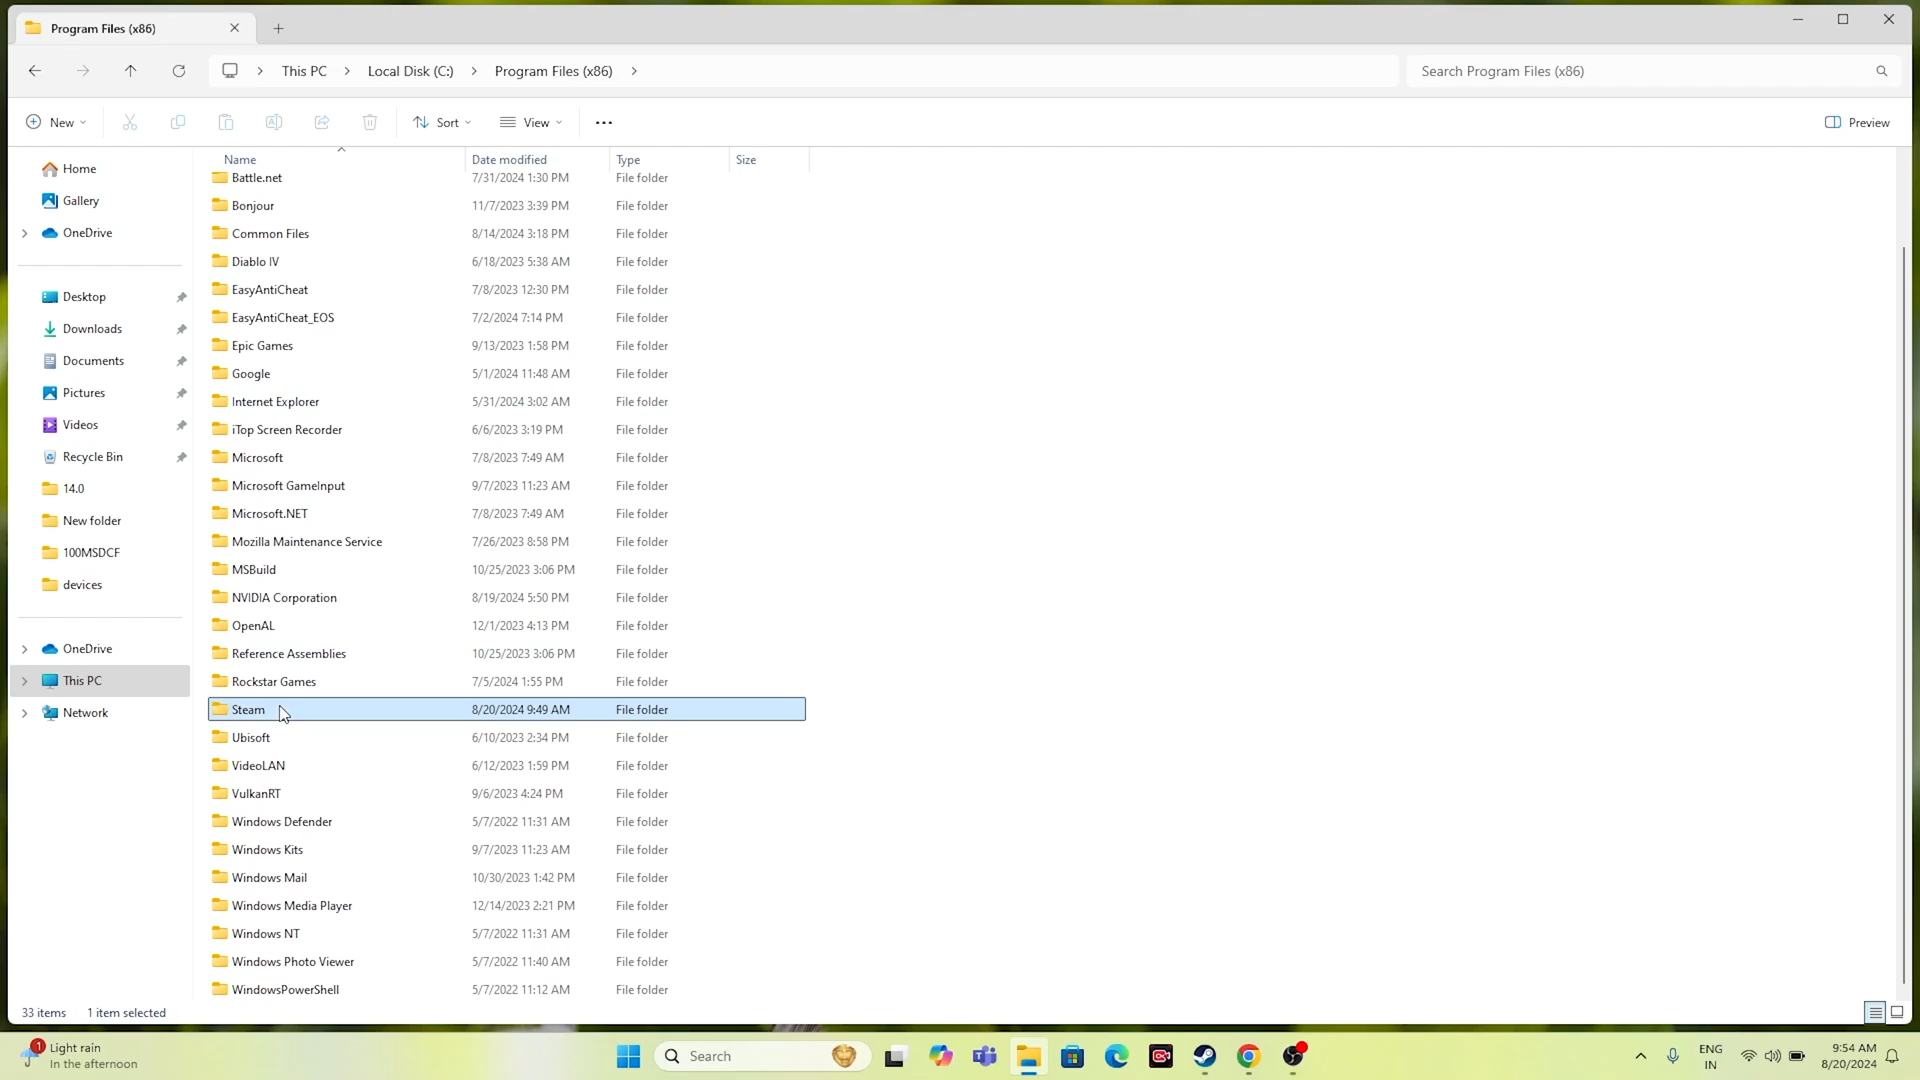 Program Files (x86)
This PC
Local Disk (C:)
Program Files (x86)
Search Program Files (x86)
New
Sort
View
Preview
Name
Date modified
Type
Size
Home
Gallery
OneDrive
Desktop
Downloads
Documents
Pictures
Videos
Recycle Bin
14.0
New folder
100MSDCF
devices
OneDrive
This PC
Network
Battle.net 7/31/2024 1:30 PM File folder
Bonjour 11/7/2023 3:39 PM File folder
Common Files 8/14/2024 3:18 PM File folder
Diablo IV 6/18/2023 5:38 AM File folder
EasyAntiCheat 7/8/2023 12:30 PM File folder
EasyAntiCheat_EOS 7/2/2024 7:14 PM File folder
Epic Games 9/13/2023 1:58 PM File folder
Google 5/1/2024 11:48 AM File folder
Internet Explorer 5/31/2024 3:02 AM File folder
iTop Screen Recorder 6/6/2023 3:19 PM File folder
Microsoft 7/8/2023 7:49 AM File folder
Microsoft GameInput 9/7/2023 11:23 AM File folder
Microsoft.NET 7/8/2023 7:49 AM File folder
Mozilla Maintenance Service 7/26/2023 8:58 PM File folder
MSBuild 10/25/2023 3:06 PM File folder
NVIDIA Corporation 8/19/2024 5:50 PM File folder
OpenAL 12/1/2023 4:13 PM File folder
Reference Assemblies 10/25/2023 3:06 PM File folder
Rockstar Games 7/5/2024 1:55 PM File folder
Steam 8/20/2024 9:49 AM File folder
Ubisoft 6/10/2023 2:34 PM File folder
VideoLAN 6/12/2023 1:59 PM File folder
VulkanRT 9/6/2023 4:24 PM File folder
Windows Defender 5/7/2022 11:31 AM File folder
Windows Kits 9/7/2023 11:23 AM File folder
Windows Mail 10/30/2023 1:42 PM File folder
Windows Media Player 12/14/2023 2:21 PM File folder
Windows NT 5/7/2022 11:31 AM File folder
Windows Photo Viewer 5/7/2022 11:40 AM File folder
WindowsPowerShell 5/7/2022 11:12 AM File folder
33 items 1 item selected
1
Light rain
In the afternoon
Search
ENG
IN
9:54 AM
8/20/2024